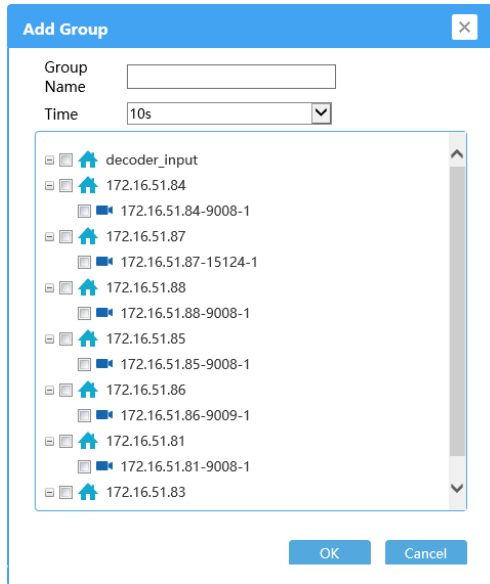 Add Group
Group
Name
Time
10s
decoder_input
172.16.51.84
172.16.51.84-9008-1
172.16.51.87
172.16.51.87-15124-1
172.16.51.88
172.16.51.88-9008-1
172.16.51.85
172.16.51.85-9008-1
172.16.51.86
172.16.51.86-9009-1
172.16.51.81
172.16.51.81-9008-1
172.16.51.83
OK Cancel